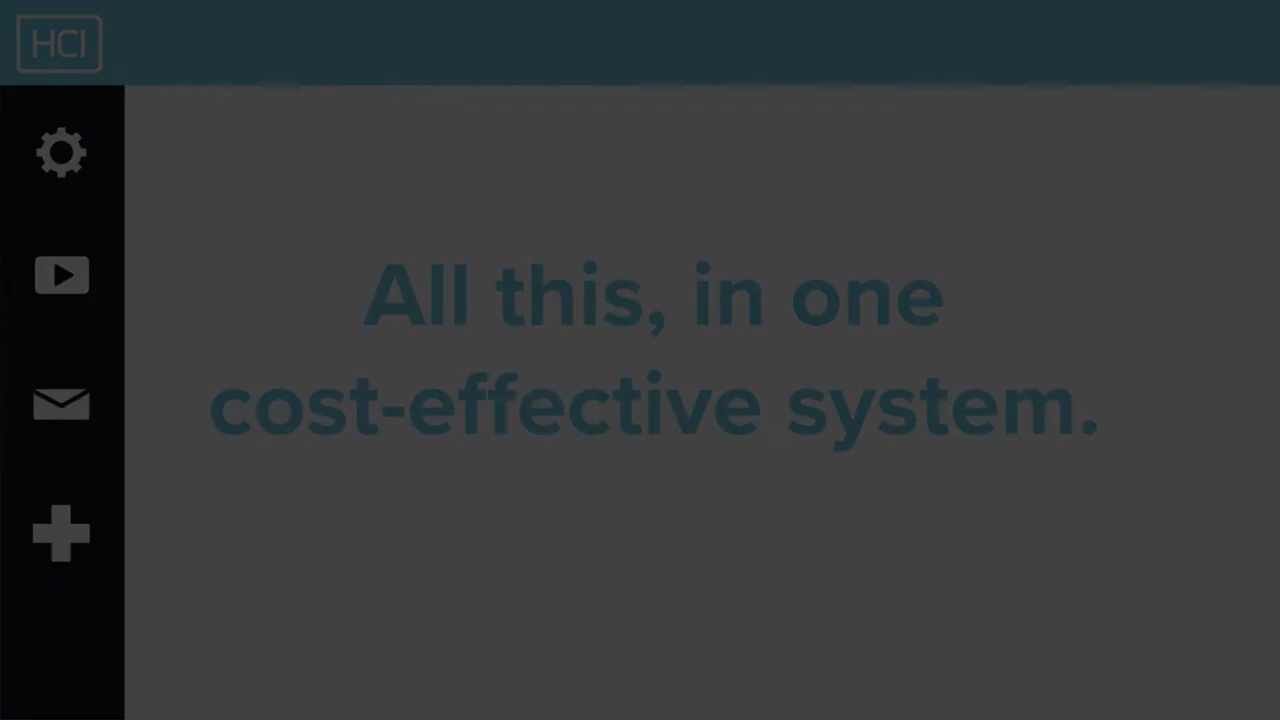 HCI
All this, in one
cost-effective system.